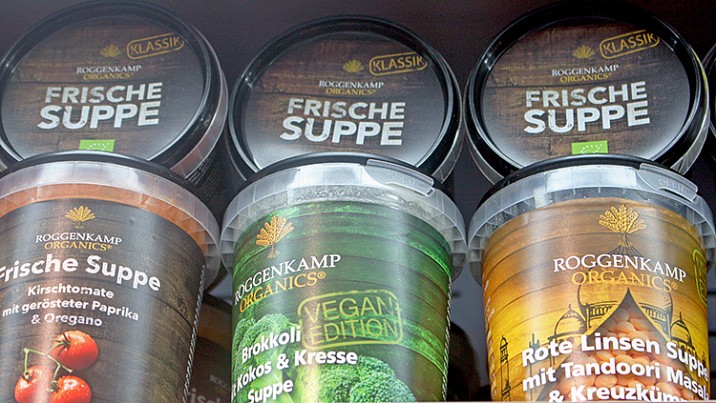 KLASSIK
ROGGENKAMP
ORGANICS®
FRISCHE
SUPPE
KLASSIK
ROGGENKAMP
ORGANICS®
FRISCHE
SUPPE
KLASSIK
ROGGENKAMP
ORGANICS®
FRISCHE
SUPPE
ROGGENKAMP
ORGANICS®
Frische Suppe
Kirschtomate
mit gerösteter Paprika
& Oregano
ROGGENKAMP
ORGANICS®
VEGAN
EDITION
Brokkoli
& Kokos & Kresse
Suppe
ROGGENKAMP
ORGANICS®
Rote Linsen Suppe
mit Tandoori Masala
& Kreuzkümm